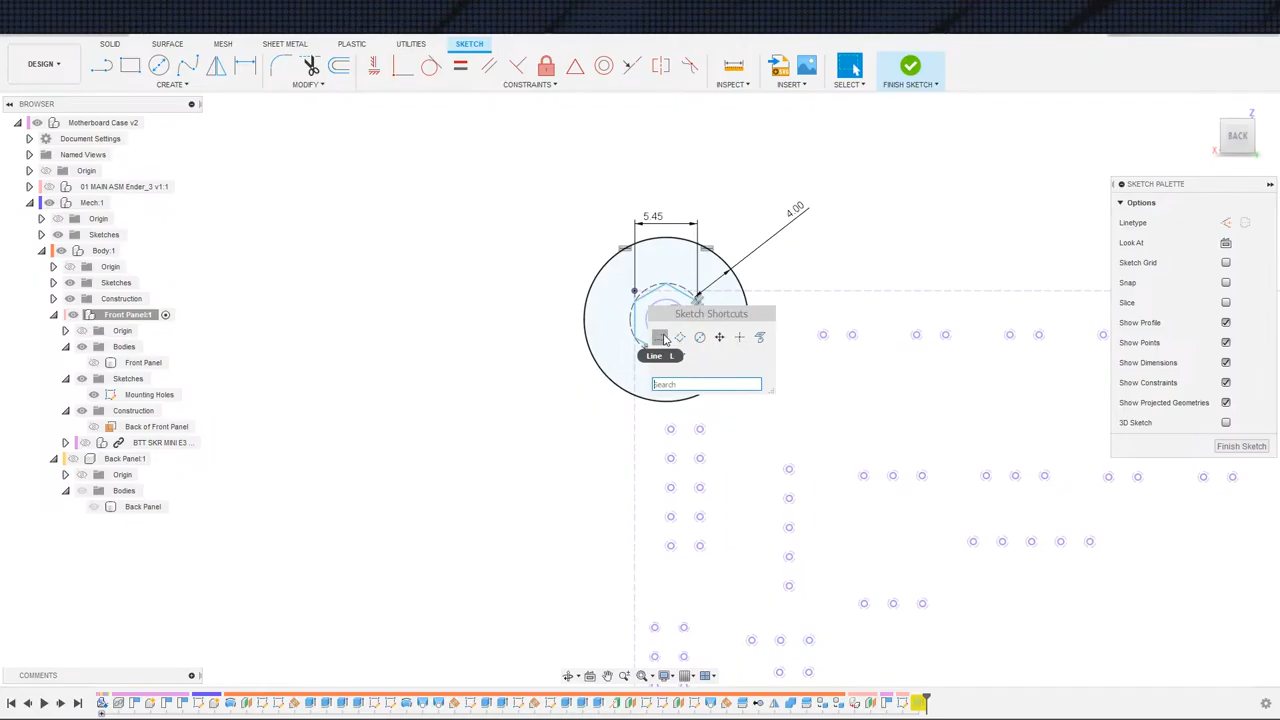 SOLID SURFACE MESH SHEET METAL PLASTIC UTILITIES SKETCH
DESIGN
CREATE MODIFY CONSTRAINTS INSPECT INSERT SELECT FINISH SKETCH
BROWSER
Motherboard Case v2
Document Settings
Named Views
Origin
01 MAIN ASM Ender_3 v1:1
Mech:1
Origin
Sketches
Body:1
Origin
Sketches
Construction
Front Panel:1
Origin
Bodies
Front Panel
Sketches
Mounting Holes
Construction
Back of Front Panel
BTT SKR MINI E3 ...
Back Panel:1
Origin
Bodies
Back Panel
5.45
4.00
Sketch Shortcuts
Line L
Search
Z
BACK
X
SKETCH PALETTE
Options
Linetype
Look At
Sketch Grid
Snap
Slice
Show Profile
Show Points
Show Dimensions
Show Constraints
Show Projected Geometries
3D Sketch
Finish Sketch
COMMENTS